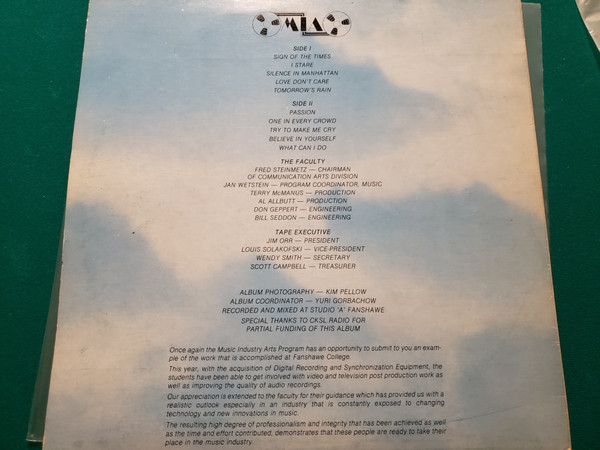 MIA
SIDE I
SIGN OF THE TIMES
I STARE
SILENCE IN MANHATTAN
LOVE DON'T CARE
TOMORROW'S RAIN
SIDE II
PASSION
ONE IN EVERY CROWD
TRY TO MAKE ME CRY
BELIEVE IN YOURSELF
WHAT CAN I DO
THE FACULTY
FRED STEINMETZ — CHAIRMAN
OF COMMUNICATION ARTS DIVISION
JAN WETSTEIN — PROGRAM COORDINATOR, MUSIC
TERRY McMANUS — PRODUCTION
AL ALLBUTT — PRODUCTION
DON GEPPERT — ENGINEERING
BILL SEDDON — ENGINEERING
TAPE EXECUTIVE
JIM ORR — PRESIDENT
LOUIS SOLAKOFSKI — VICE-PRESIDENT
WENDY SMITH — SECRETARY
SCOTT CAMPBELL — TREASURER
ALBUM PHOTOGRAPHY — KIM PELLOW
ALBUM COORDINATOR — YURI GORBACHOW
RECORDED AND MIXED AT STUDIO 'A' FANSHAWE
SPECIAL THANKS TO CKSL RADIO FOR
PARTIAL FUNDING OF THIS ALBUM
Once again the Music Industry Arts Program has an opportunity to submit to you an exam-
ple of the work that is accomplished at Fanshawe College.
This year, with the acquisition of Digital Recording and Synchronization Equipment, the
students have been able to get involved with video and television post production work as
well as improving the quality of audio recordings.
Our appreciation is extended to the faculty for their guidance which has provided us with a
realistic outlook especially in an industry that is constantly exposed to changing
technology and new innovations in music.
The resulting high degree of professionalism and integrity that has been achieved as well
as the time and effort contributed, demonstrates that these people are ready to take their
place in the music industry.